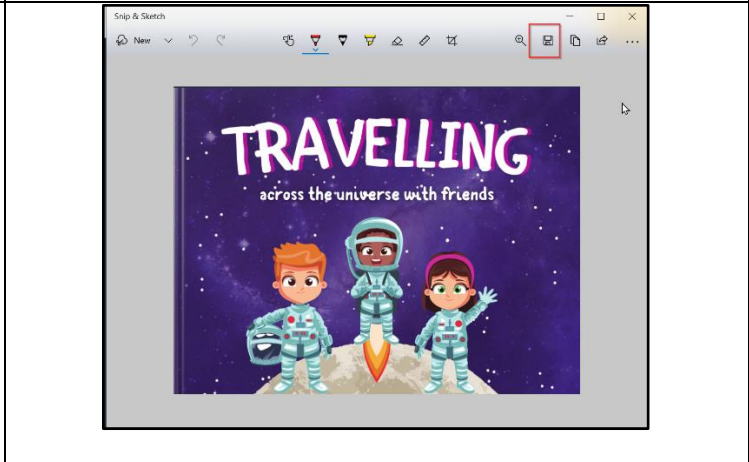 Snip & Sketch
New
TRAVELLING
across the universe with friends